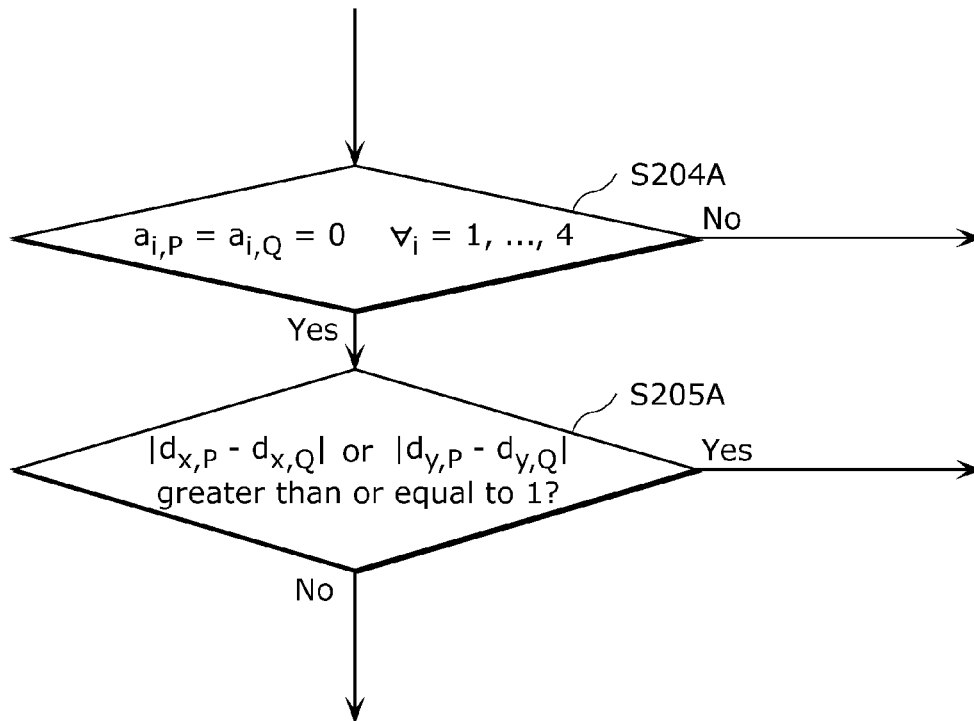 S204A
a_{i,P} = a_{i,Q} = 0 ∀_i = 1, ..., 4
No
Yes
S205A
|d_{x,P} - d_{x,Q}| or |d_{y,P} - d_{y,Q}|
greater than or equal to 1?
Yes
No